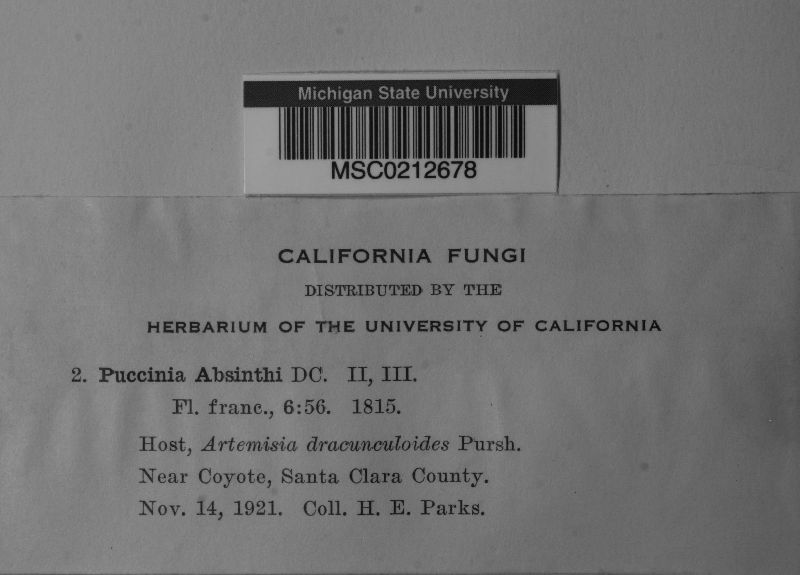 Michigan State University
MSC0212678
CALIFORNIA FUNGI
DISTRIBUTED BY THE
HERBARIUM OF THE UNIVERSITY OF CALIFORNIA
2. Puccinia Absinthi DC. II, III.
Fl. franc., 6:56. 1815.
Host, Artemisia dracunculoides Pursh.
Near Coyote, Santa Clara County.
Nov. 14, 1921. Coll. H. E. Parks.